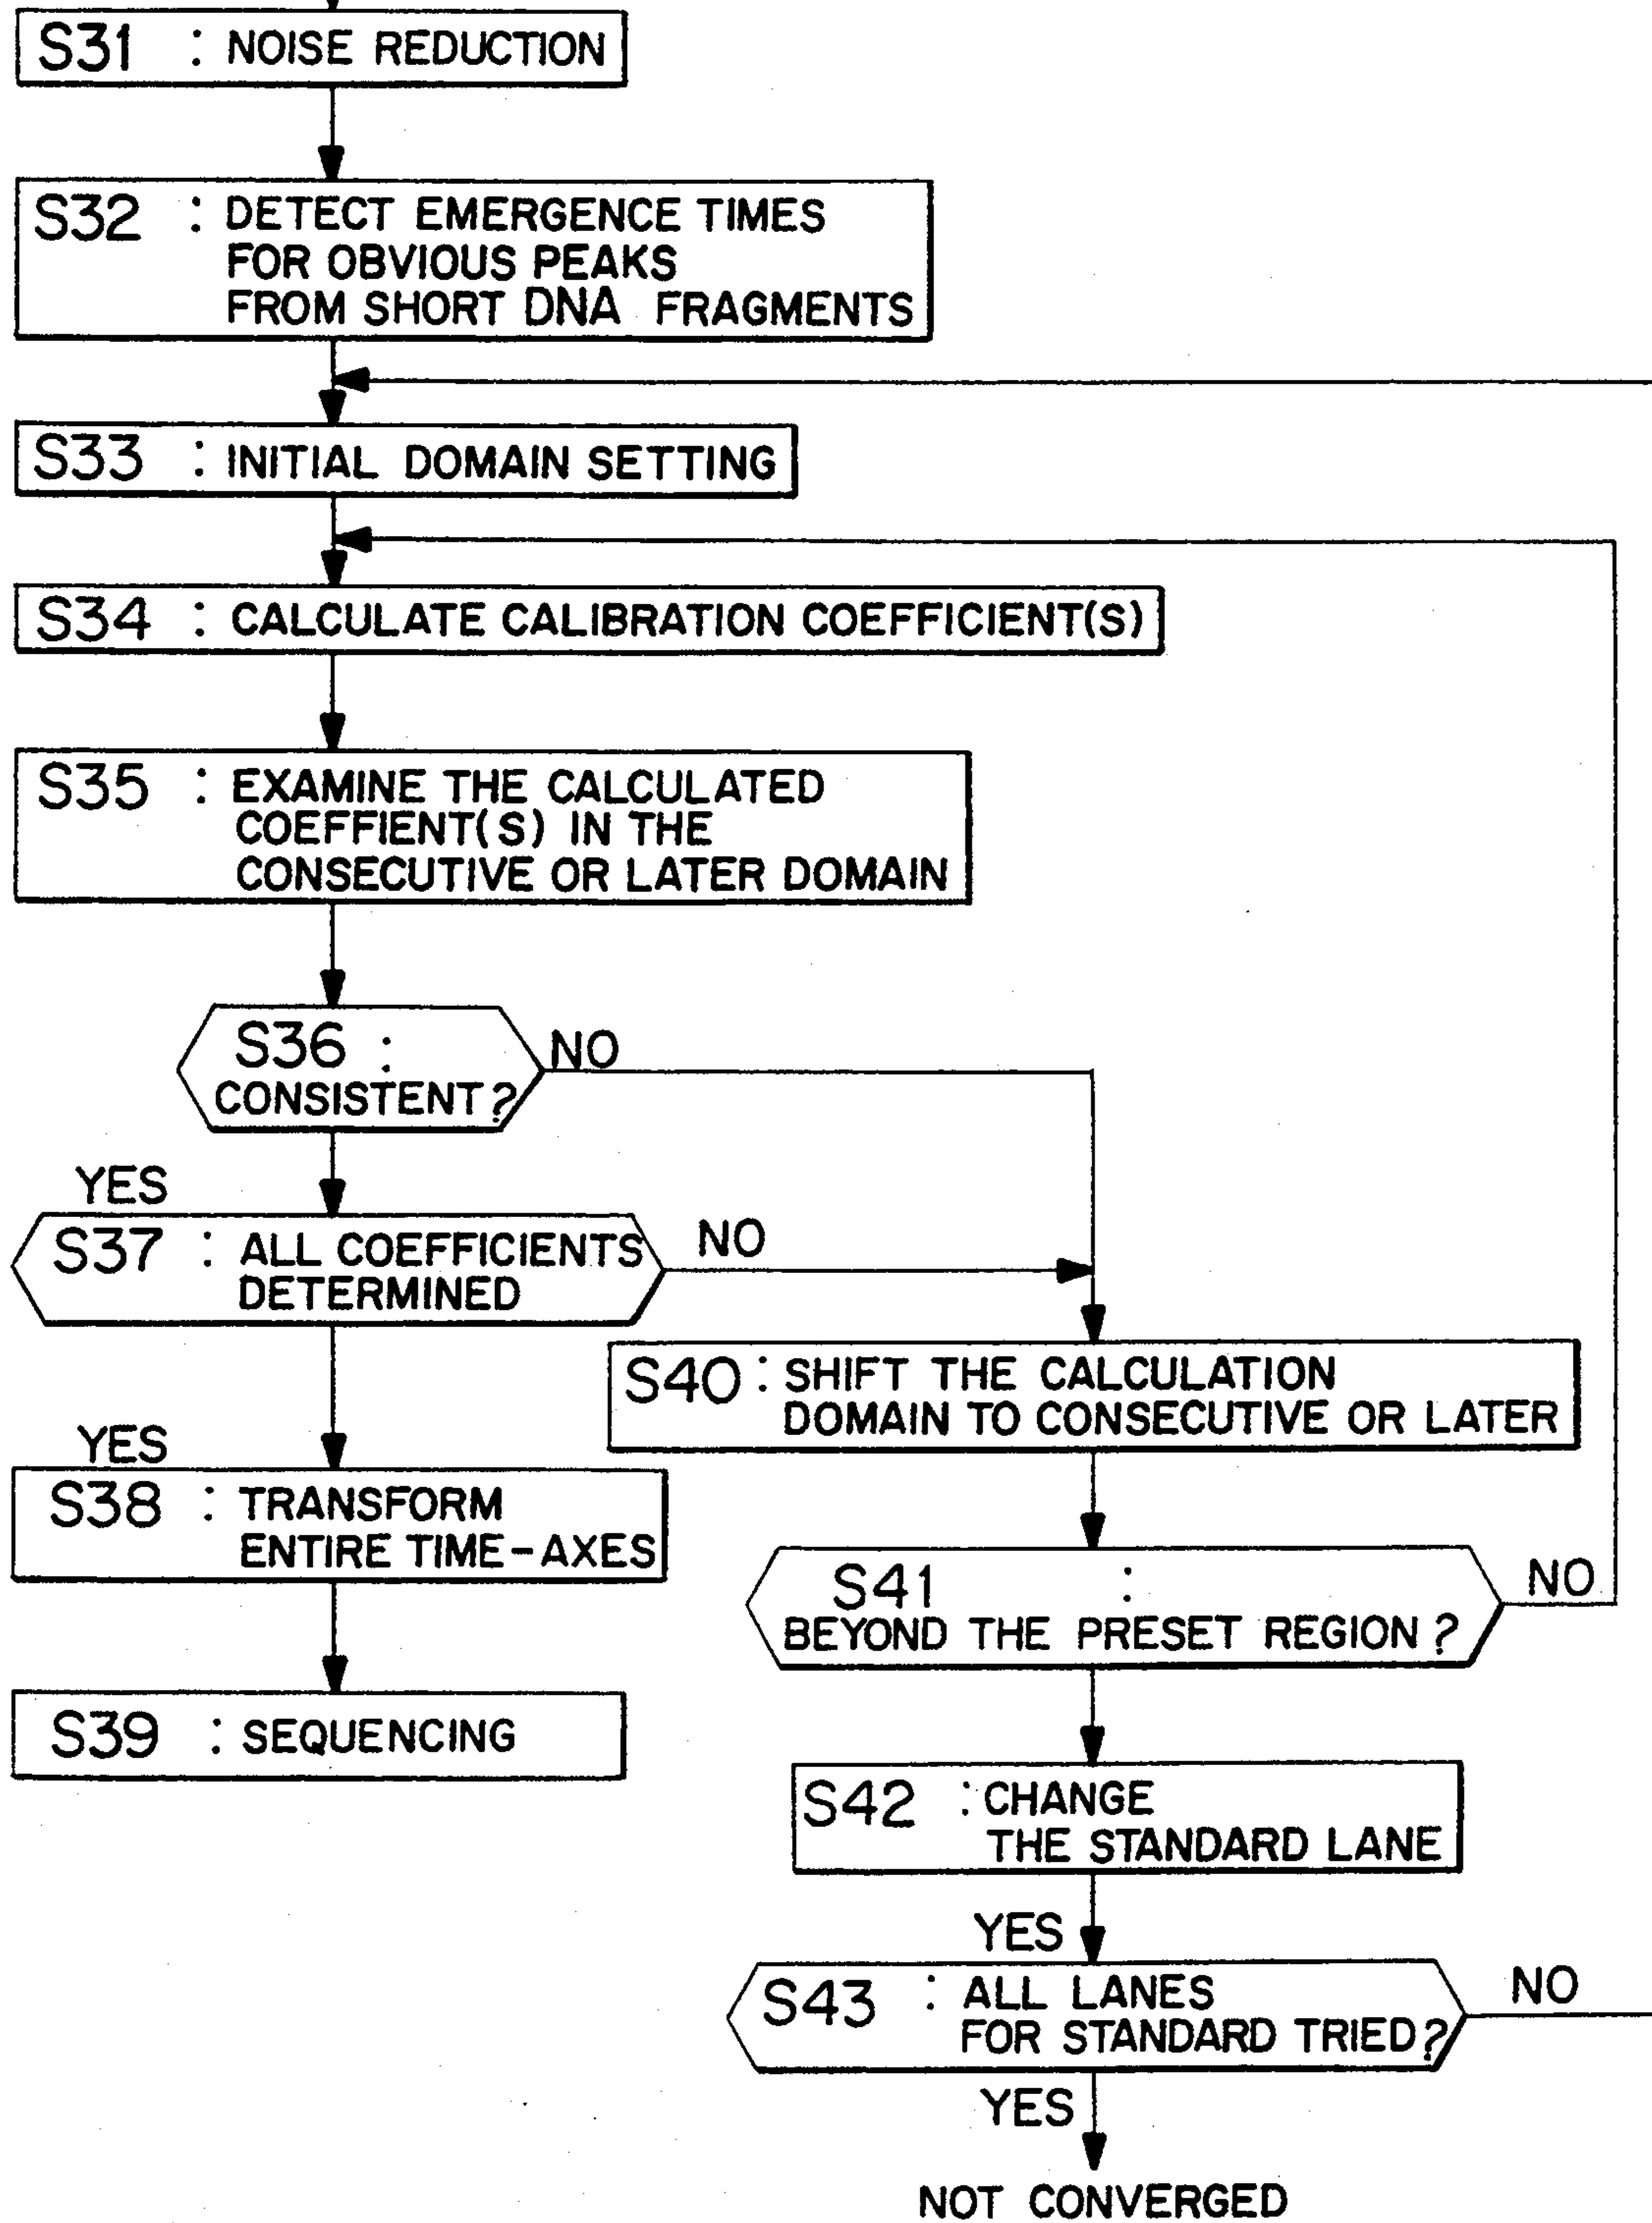 S31 : NOISE REDUCTION
S32 : DETECT EMERGENCE TIMES
FOR OBVIOUS PEAKS
FROM SHORT DNA FRAGMENTS
S33 : INITIAL DOMAIN SETTING
S34 : CALCULATE CALIBRATION COEFFICIENT(S)
S35 : EXAMINE THE CALCULATED
COEFFIENT(S) IN THE
CONSECUTIVE OR LATER DOMAIN
S36 :
CONSISTENT?
NO
YES
S37 : ALL COEFFICIENTS
DETERMINED
NO
YES
S38 : TRANSFORM
ENTIRE TIME-AXES
S39 : SEQUENCING
S40 : SHIFT THE CALCULATION
DOMAIN TO CONSECUTIVE OR LATER
S41 :
BEYOND THE PRESET REGION?
NO
S42 : CHANGE
THE STANDARD LANE
YES
S43 : ALL LANES
FOR STANDARD TRIED?
NO
YES
NOT CONVERGED